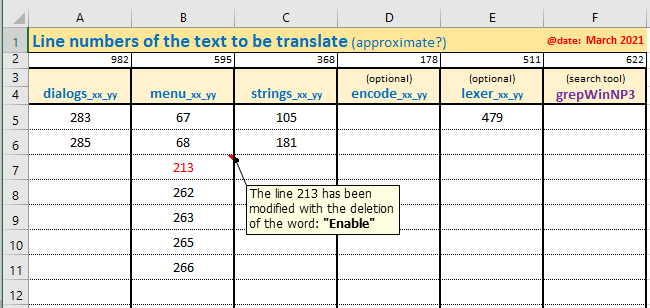 A B C D E F
1 Line numbers of the text to be translate (approximate?) @date: March 2021
2 982 595 368 178 511 622
3 (optional) (optional) (search tool)
4 dialogs_xx_yy menu_xx_yy strings_xx_yy encode_xx_yy lexer_xx_yy grepWinNP3
5 283 67 105 479
6 285 68 181
7 213
The line 213 has been
8 262
modified with the deletion
9 263
of the word: "Enable"
10 265
11 266
12